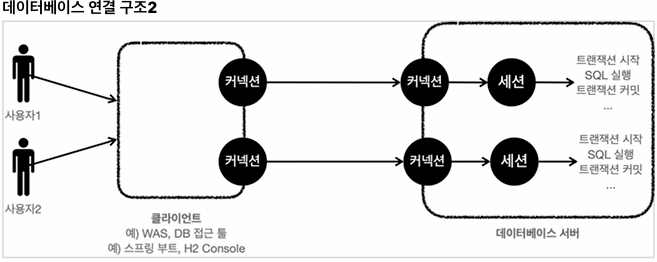 데이터베이스 연결 구조2
사용자1
사용자2
커넥션
커넥션
클라이언트
예) WAS, DB 접근 툴
예) 스프링 부트, H2 Console
커넥션
세션
트랜잭션 시작
SQL 실행
트랜잭션 커밋
...
커넥션
세션
트랜잭션 시작
SQL 실행
트랜잭션 커밋
...
데이터베이스 서버